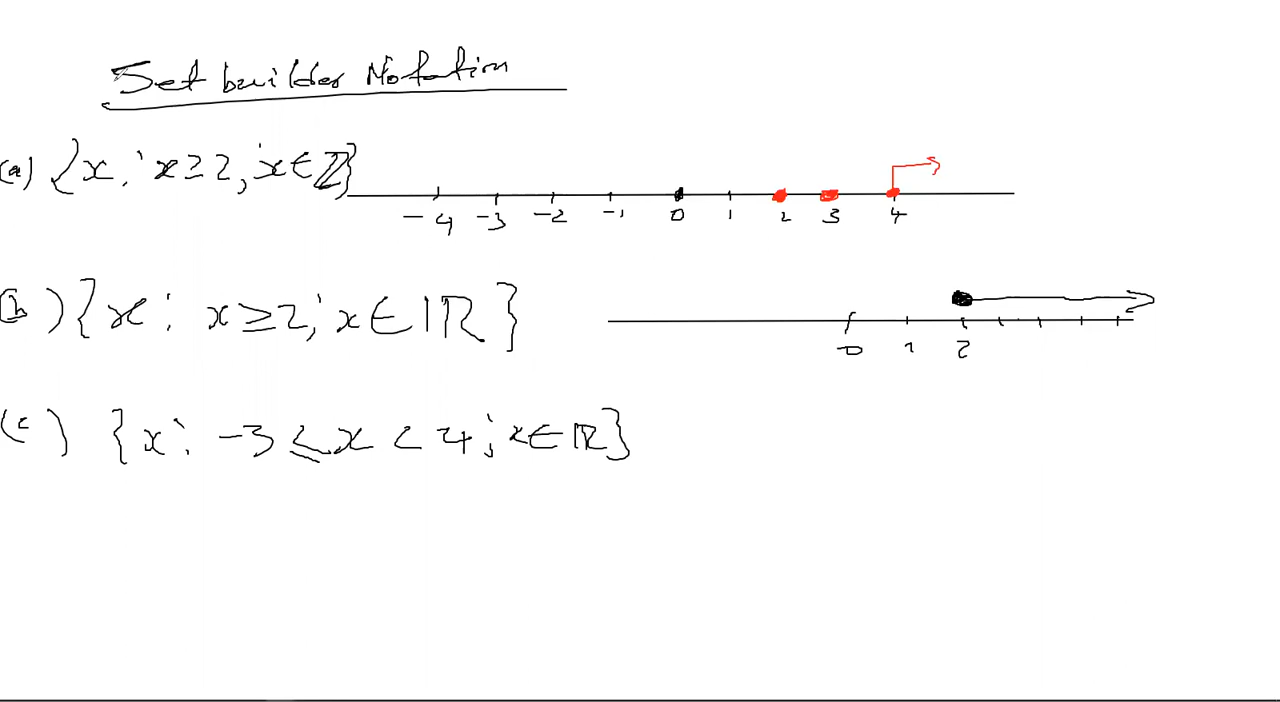 Set builder Notation
(a) {x : x ≥ 2, x ∈ ℤ}
-4 -3 -2 -1 0 1 2 3 4
(b) {x : x ≥ 2; x ∈ ℝ}
0 1 2
(c) {x : -3 ≤ x < 4; x ∈ ℝ}